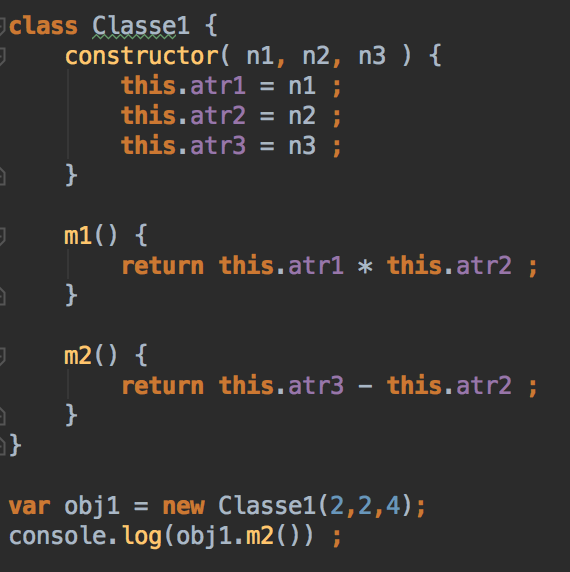 class Classe1 {
    constructor( n1, n2, n3 ) {
        this.atr1 = n1 ;
        this.atr2 = n2 ;
        this.atr3 = n3 ;
    }

    m1() {
        return this.atr1 * this.atr2 ;
    }

    m2() {
        return this.atr3 - this.atr2 ;
    }
}

var obj1 = new Classe1(2,2,4);
console.log(obj1.m2()) ;